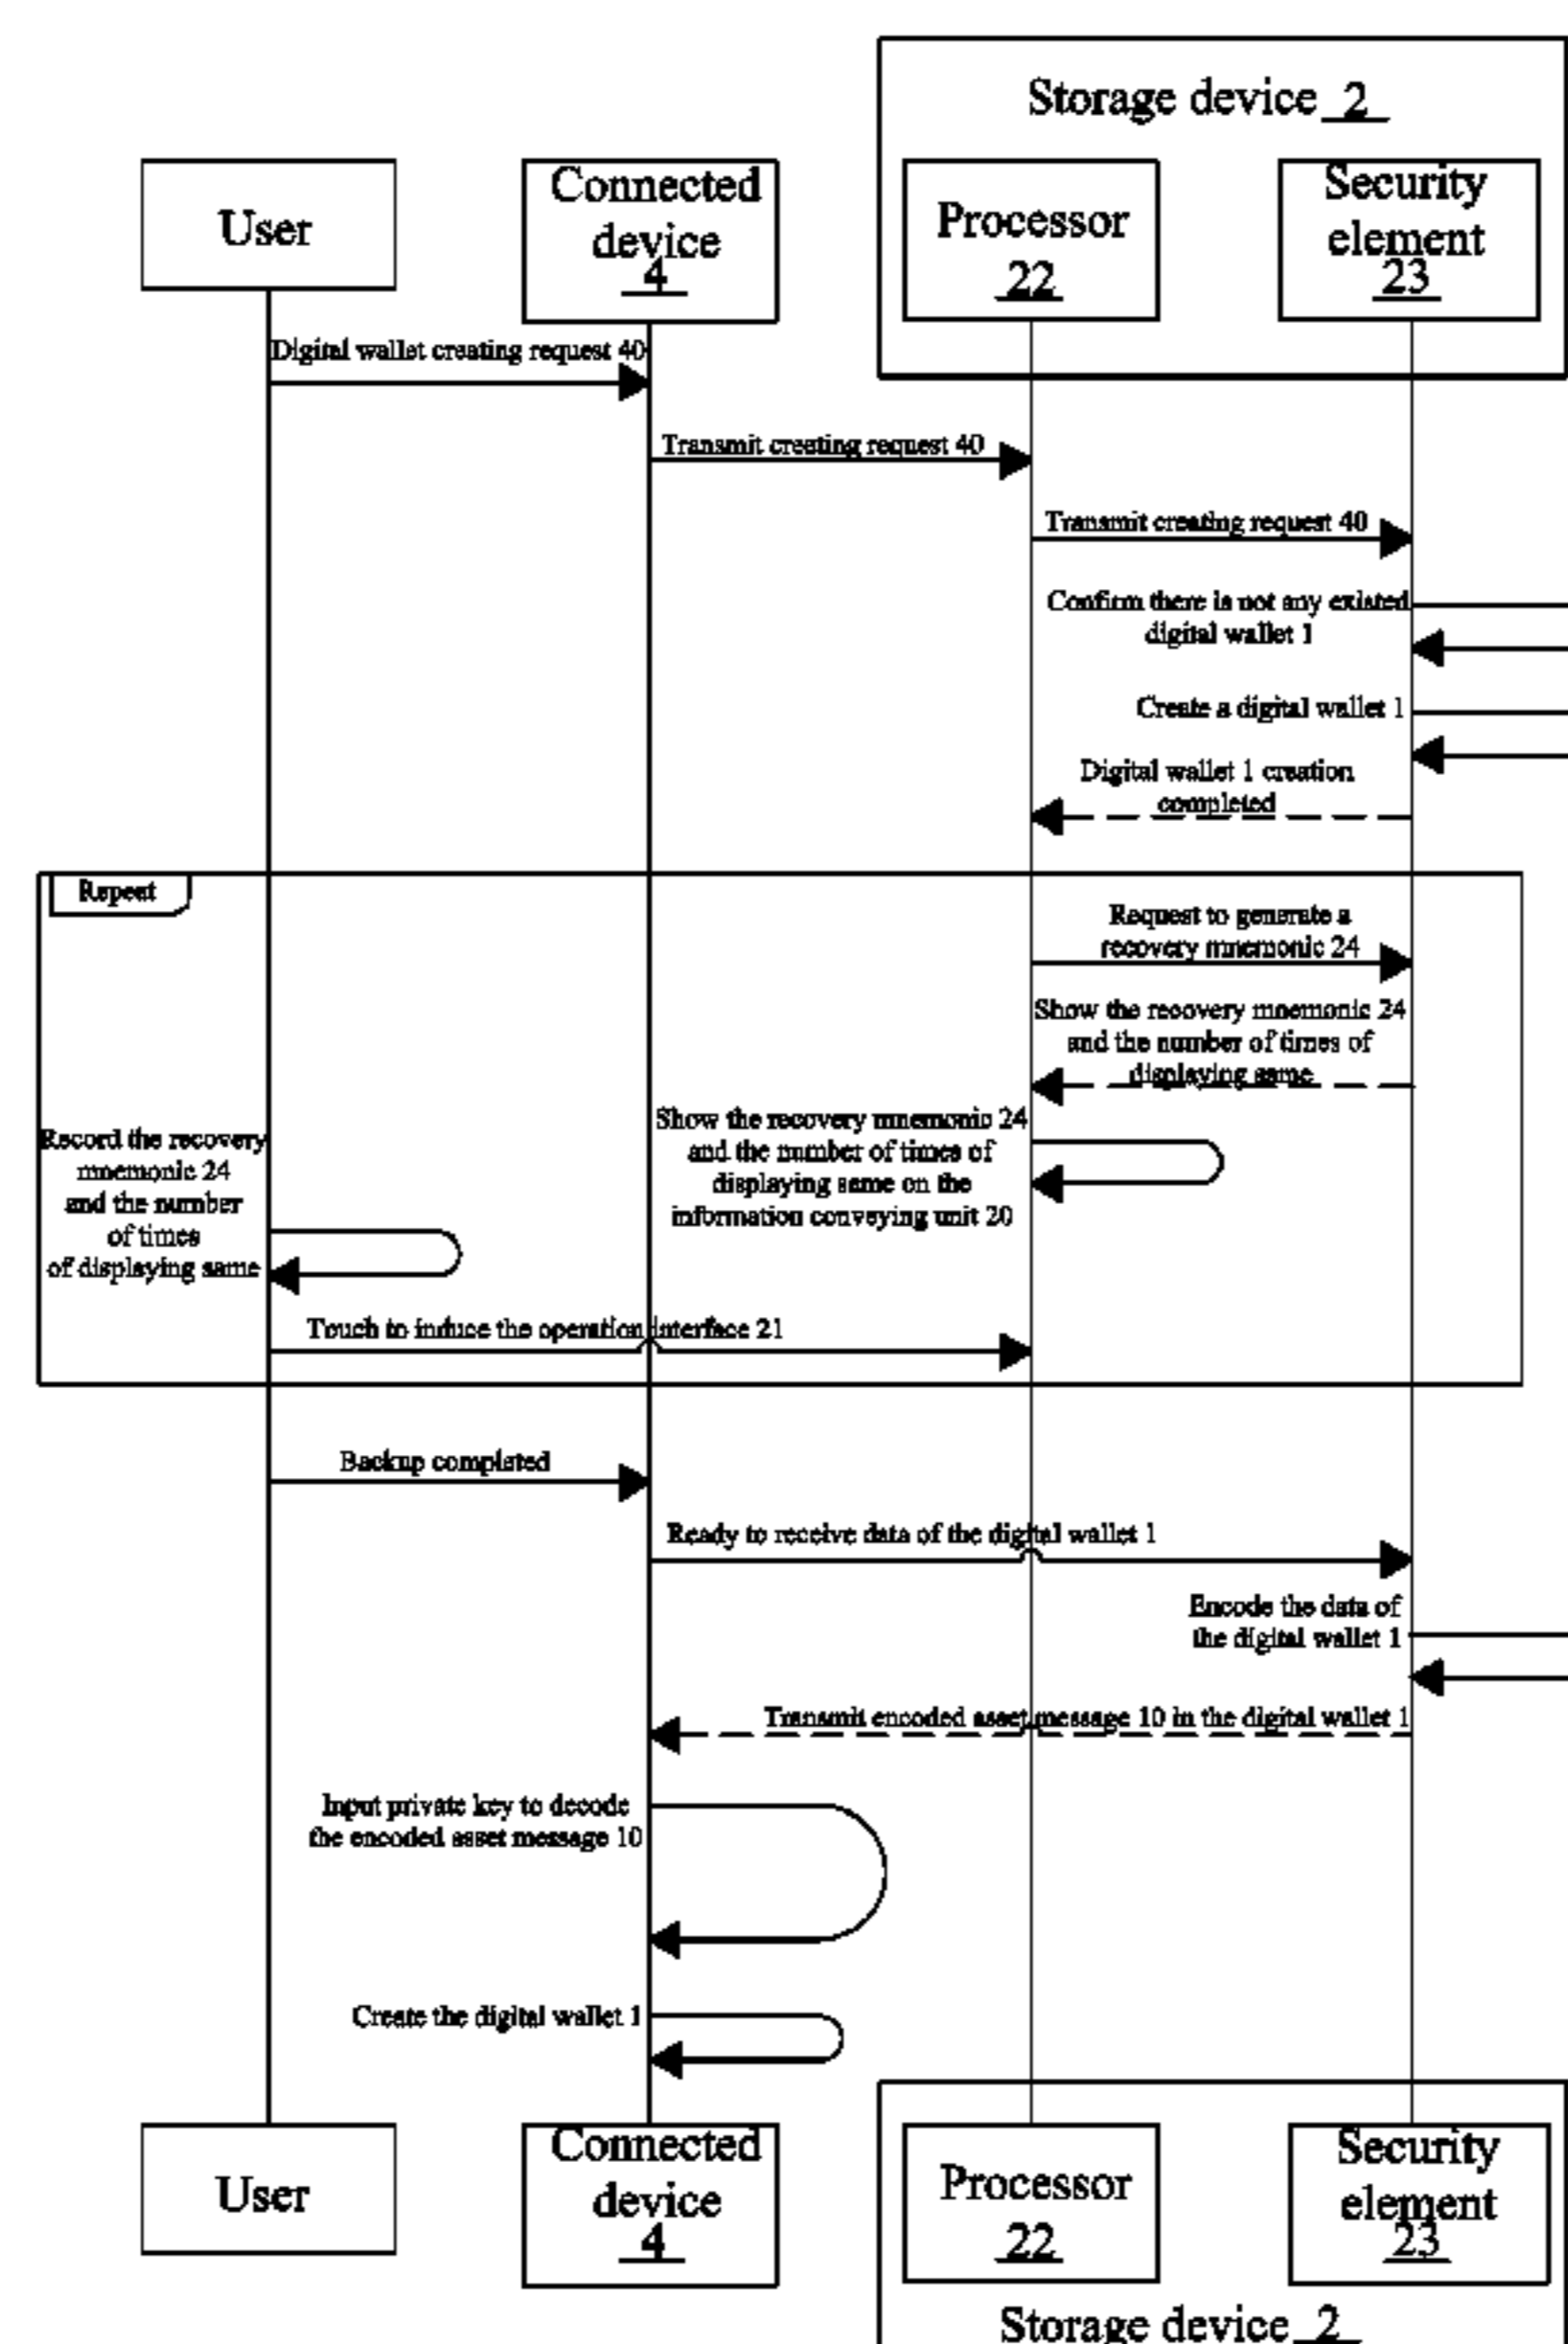 Storage device 2
User
Connected
device
4
Processor
22
Security
element
23
Digital wallet creating request 40
Transmit creating request 40
Transmit creating request 40
Confirm there is not any existed
digital wallet 1
Create a digital wallet 1
Digital wallet 1 creation
completed
Repeat
Request to generate a
recovery mnemonic 24
Show the recovery mnemonic 24
and the number of times of
displaying same
Show the recovery mnemonic 24
and the number of times of
displaying same on the
information conveying unit 20
Record the recovery
mnemonic 24
and the number
of times
of displaying same
Touch to induce the operation interface 21
Backup completed
Ready to receive data of the digital wallet 1
Encode the data of
the digital wallet 1
Transmit encoded asset message 10 in the digital wallet 1
Input private key to decode
the encoded asset message 10
Create the digital wallet 1
User
Connected
device
4
Processor
22
Security
element
23
Storage device 2